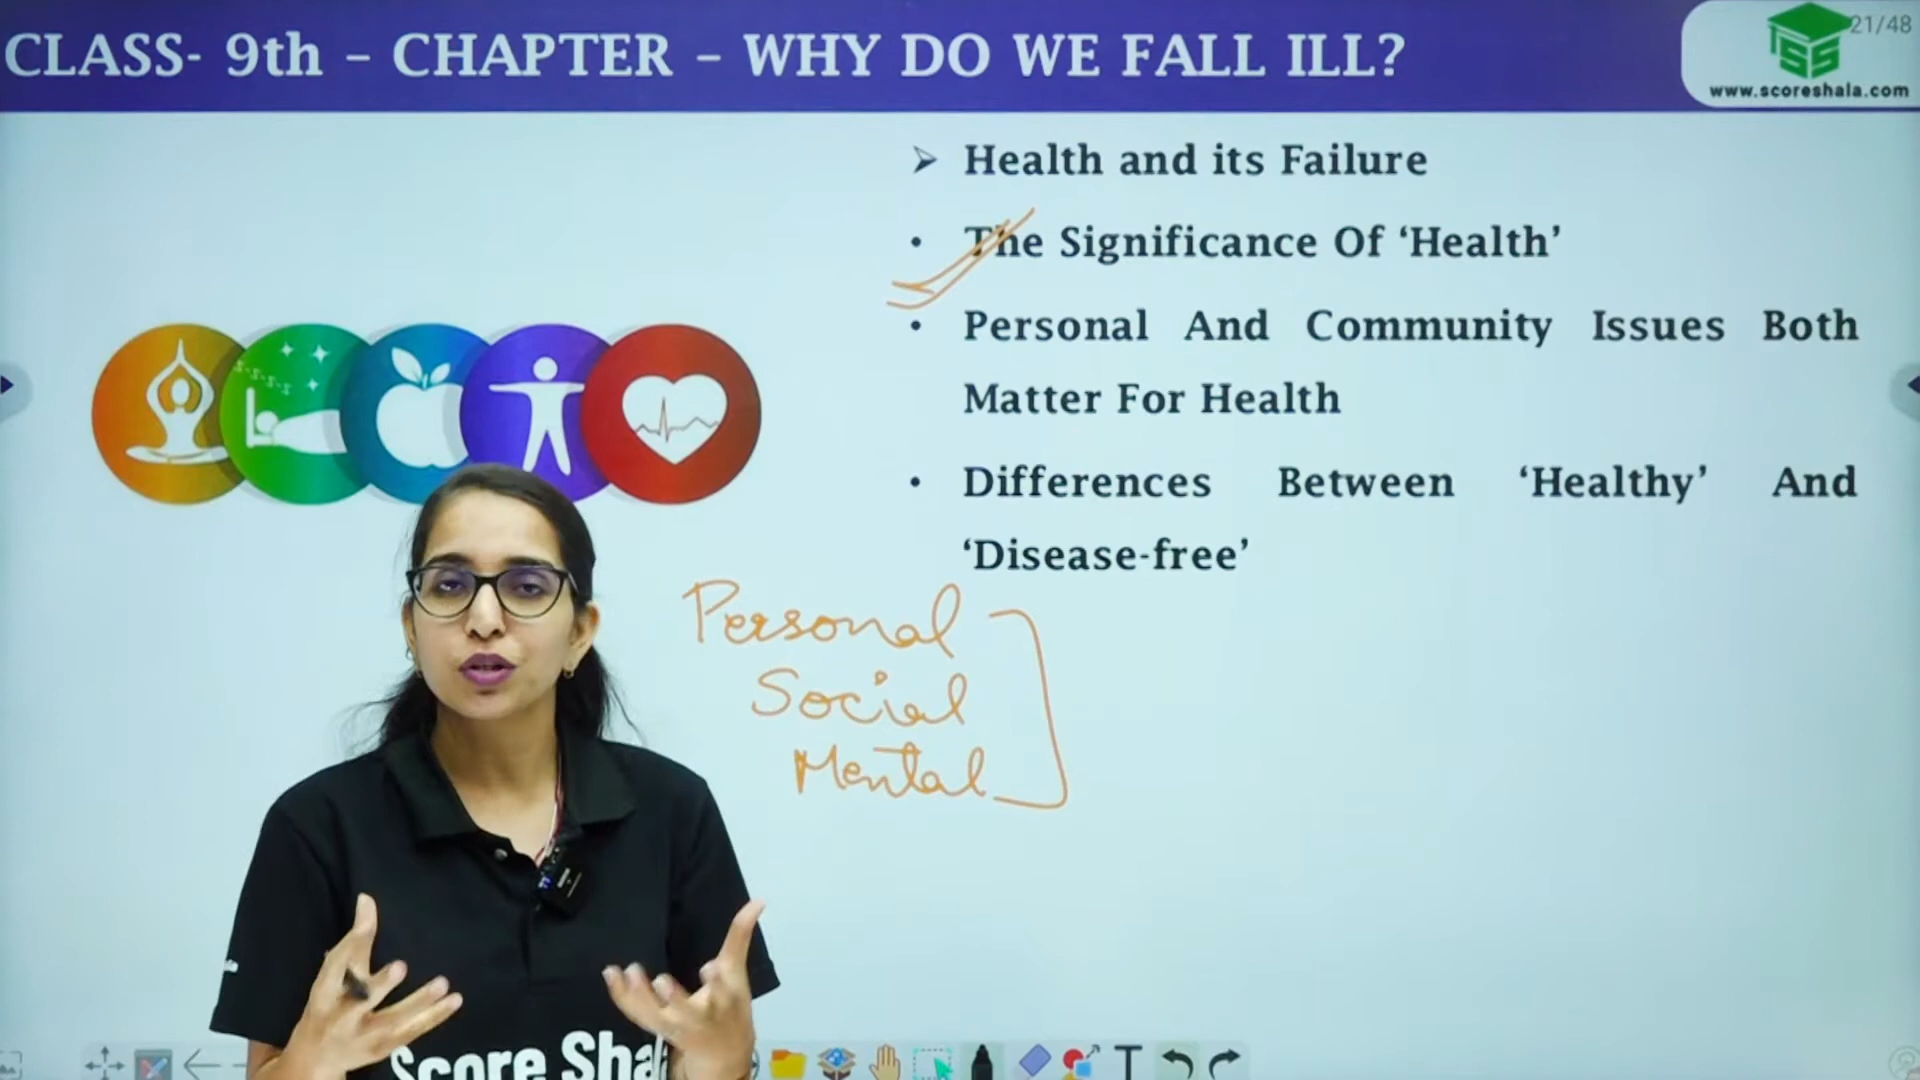 CLASS- 9th – CHAPTER – WHY DO WE FALL ILL?
21/48
SS
www.scoreshala.com
➢ Health and its Failure
• The Significance Of ‘Health’
• Personal And Community Issues Both
Matter For Health
• Differences Between ‘Healthy’ And
‘Disease-free’
Personal
Social
Mental
Score Shala
T